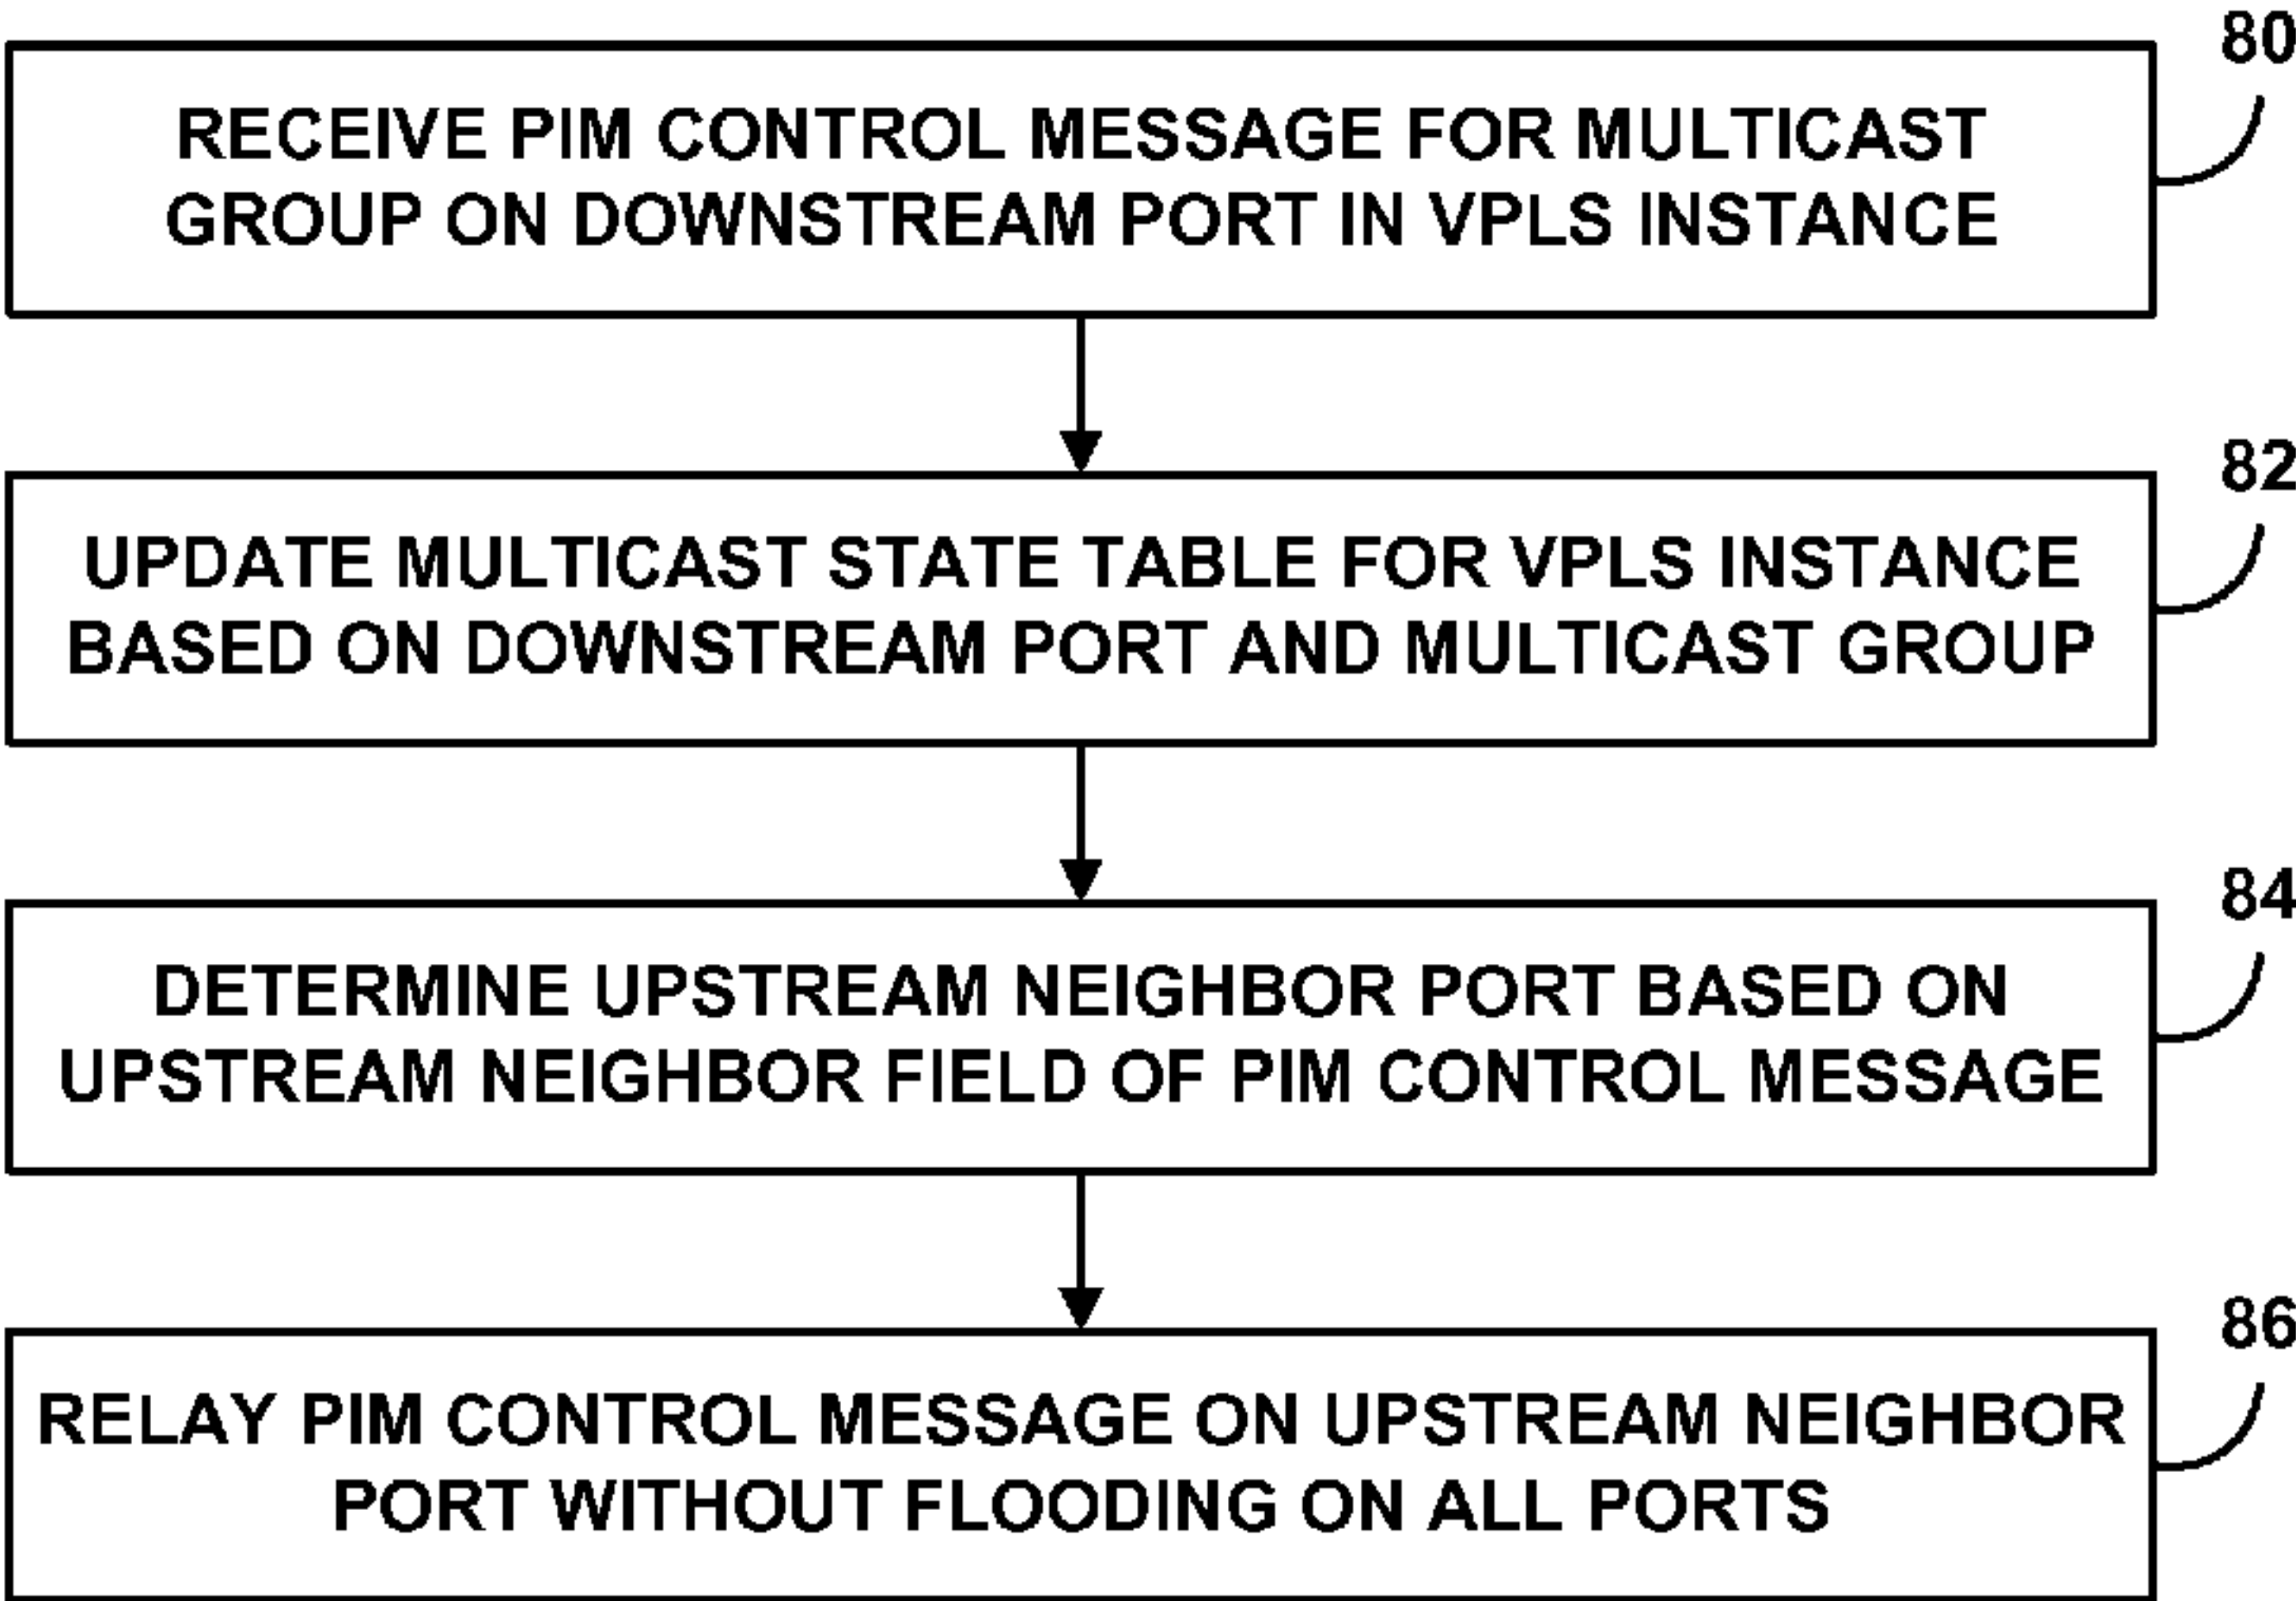 80
RECEIVE PIM CONTROL MESSAGE FOR MULTICAST
GROUP ON DOWNSTREAM PORT IN VPLS INSTANCE
82
UPDATE MULTICAST STATE TABLE FOR VPLS INSTANCE
BASED ON DOWNSTREAM PORT AND MULTICAST GROUP
84
DETERMINE UPSTREAM NEIGHBOR PORT BASED ON
UPSTREAM NEIGHBOR FIELD OF PIM CONTROL MESSAGE
86
RELAY PIM CONTROL MESSAGE ON UPSTREAM NEIGHBOR
PORT WITHOUT FLOODING ON ALL PORTS